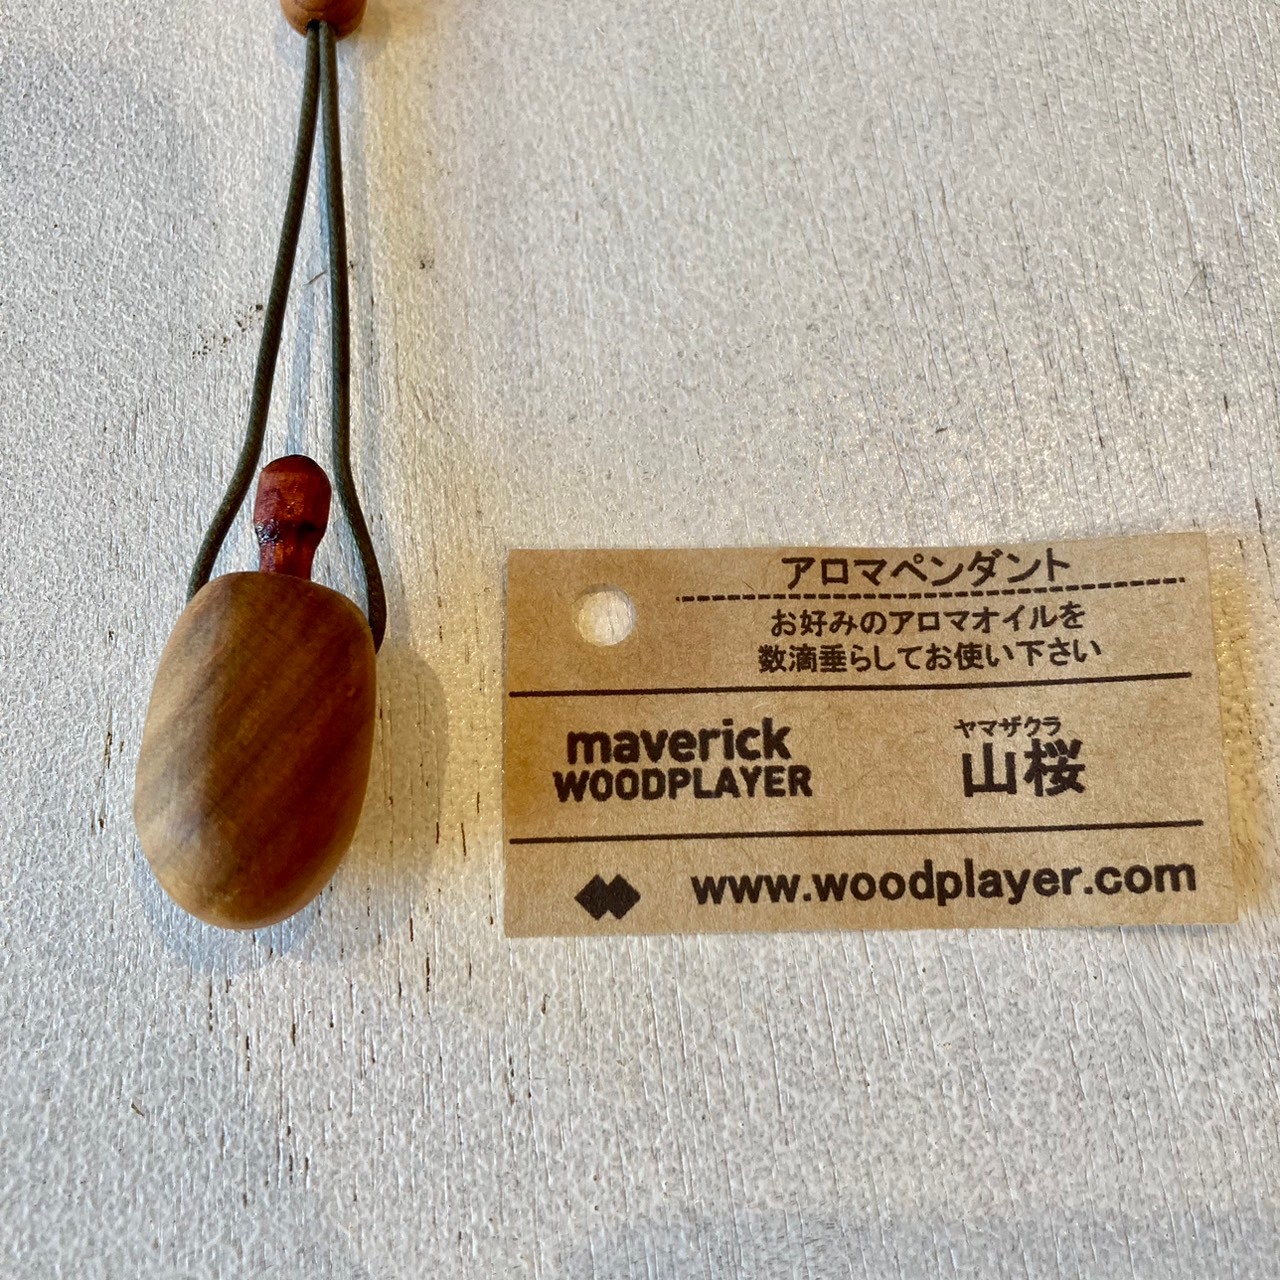 アロマペンダント
お好みのアロマオイルを
数滴垂らしてお使い下さい
maverick
WOODPLAYER
ヤマザクラ
山桜
www.woodplayer.com